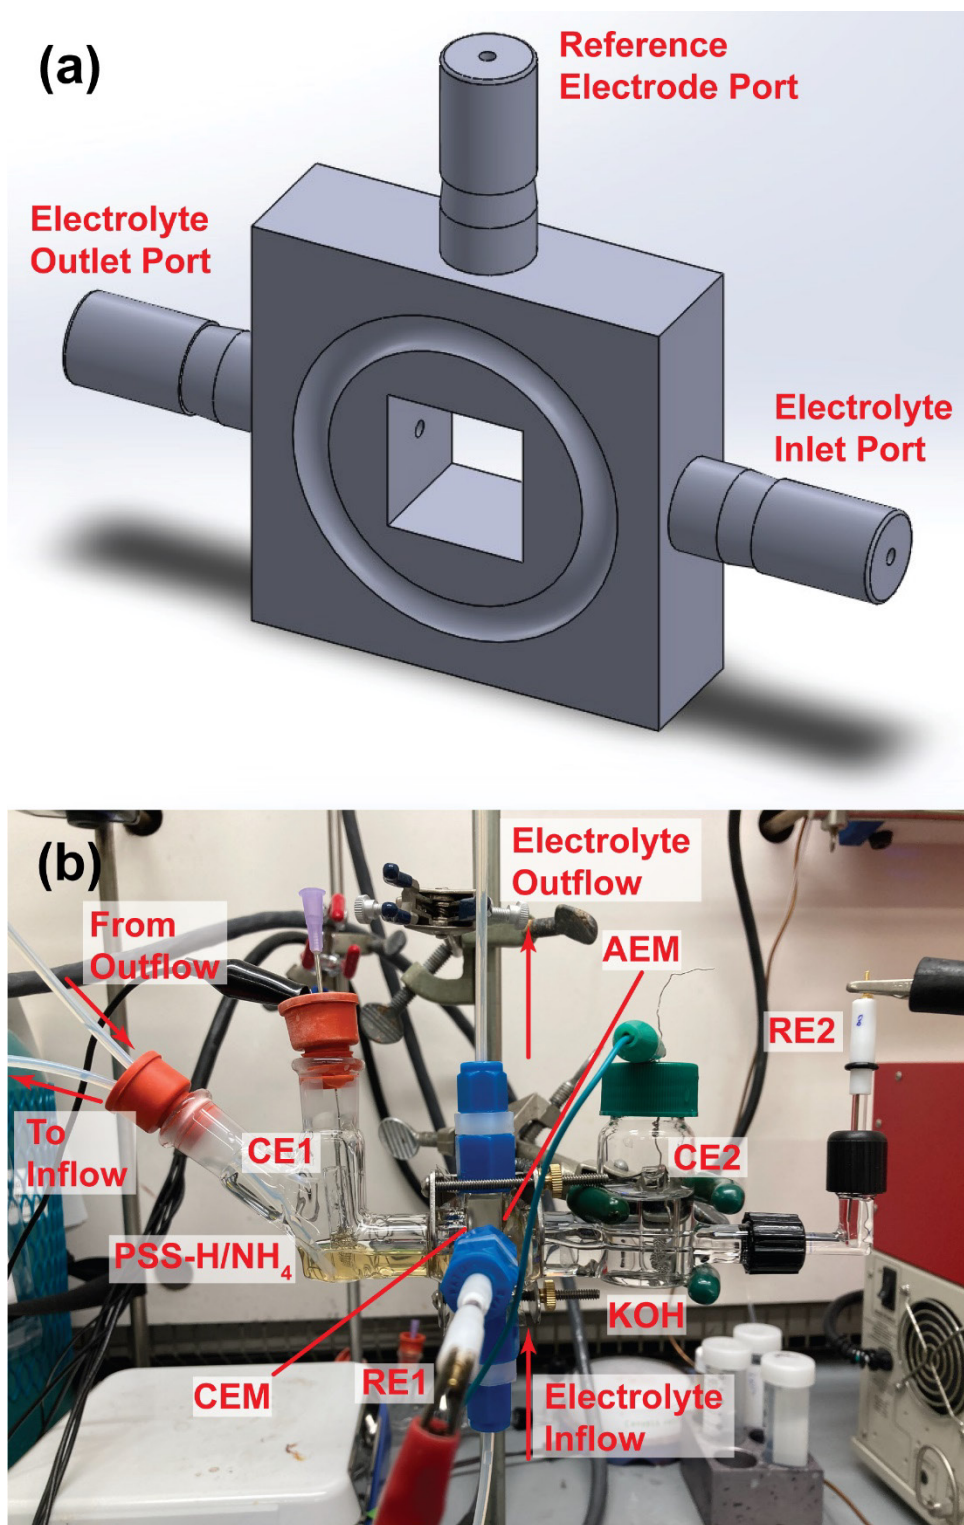 (a)
Reference
Electrode Port
Electrolyte
Outlet Port
Electrolyte
Inlet Port
(b)
Electrolyte
Outflow
From
Outflow
AEM
RE2
To
Inflow
CE1
CE2
PSS-H/NH₄
KOH
CEM
RE1
Electrolyte
Inflow